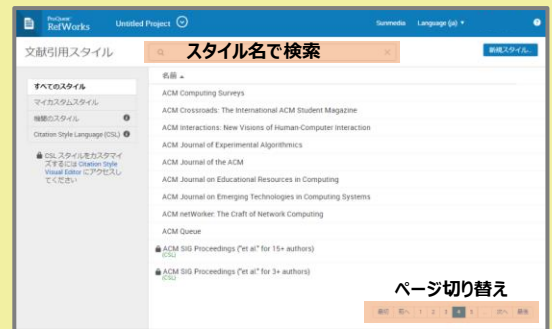 ProQuest
RefWorks
Untitled Project
Sunmedia
Language (ja)
文献引用スタイル
スタイル名で検索
新規スタイル...
すべてのスタイル
マイカスタムスタイル
機関のスタイル
Citation Style Language (CSL)
CSL スタイルをカスタマイ
ズするには Citation Style
Visual Editor にアクセスし
てください
名前
ACM Computing Surveys
ACM Crossroads: The International ACM Student Magazine
ACM Interactions: New Visions of Human-Computer Interaction
ACM Journal of Experimental Algorithmics
ACM Journal of the ACM
ACM Journal on Educational Resources in Computing
ACM Journal on Emerging Technologies in Computing Systems
ACM netWorker: The Craft of Network Computing
ACM Queue
ACM SIG Proceedings ("et al." for 15+ authors)
(CSL)
ACM SIG Proceedings ("et al." for 3+ authors)
(CSL)
ページ切り替え
最初 前へ 1 2 3 4 5 ... 次へ 最後